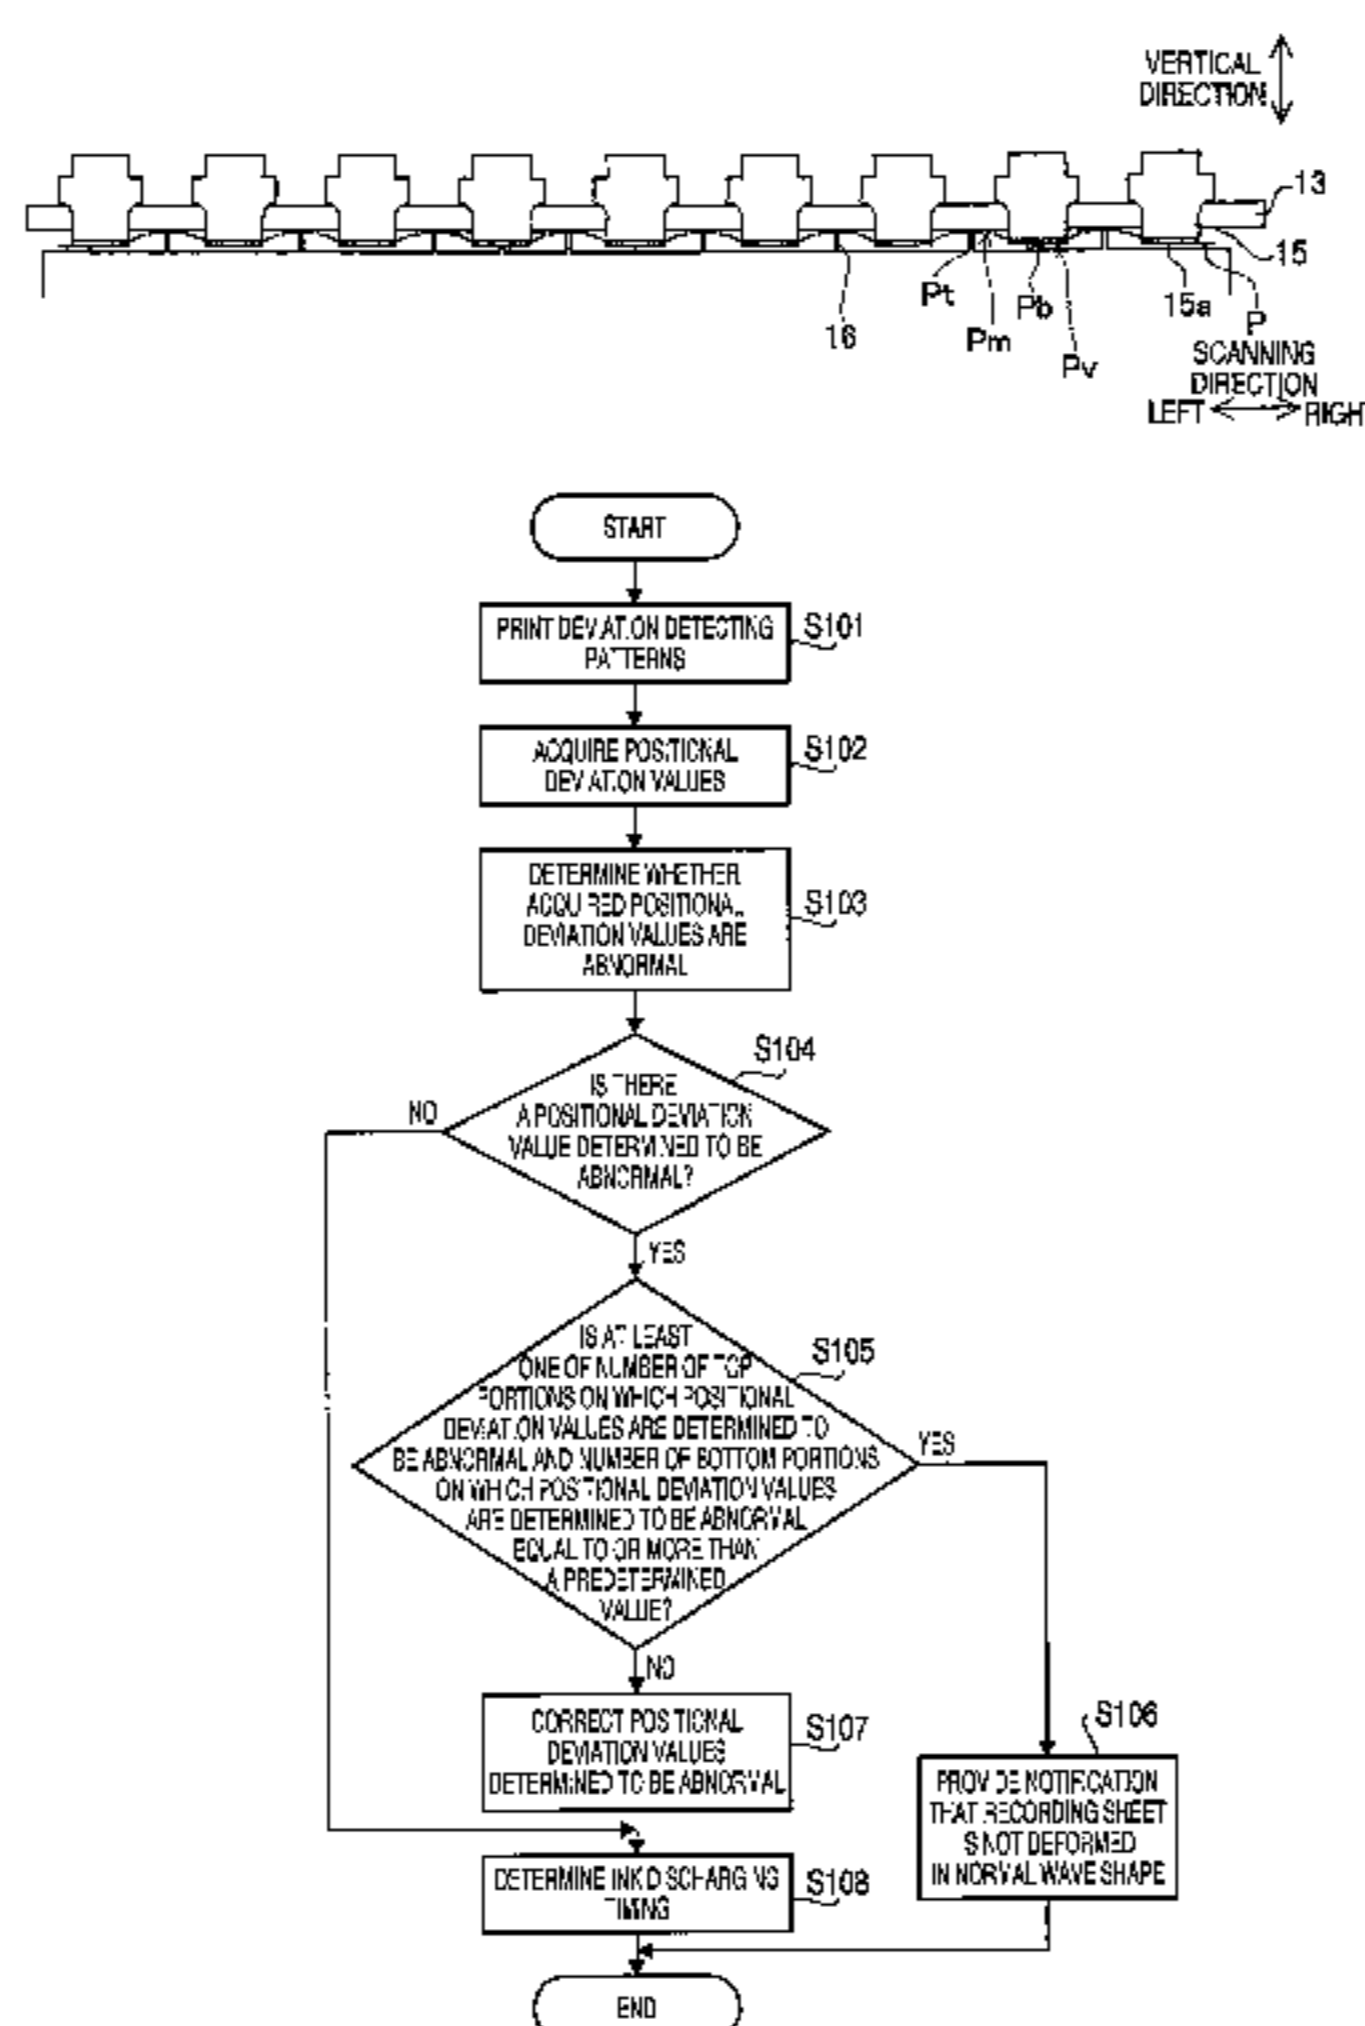 VERTICAL
DIRECTION
13
15
Pt
Pm
Pb
Pv
15a
P
16
SCANNING
DIRECTION
LEFT
RIGHT
START
PRINT DEVIATION DETECTING
PATTERNS
S101
ACQUIRE POSITIONAL
DEVIATION VALUES
S102
DETERMINE WHETHER
ACQUIRED POSITIONAL
DEVIATION VALUES ARE
ABNORMAL
S103
S104
IS THERE
A POSITIONAL DEVIATION
VALUE DETERMINED TO BE
ABNORMAL?
NO
YES
IS AT LEAST
ONE OF NUMBER OF TOP
PORTIONS ON WHICH POSITIONAL
DEVIATION VALUES ARE DETERMINED TO
BE ABNORMAL AND NUMBER OF BOTTOM PORTIONS
ON WHICH POSITIONAL DEVIATION VALUES
ARE DETERMINED TO BE ABNORMAL
EQUAL TO OR MORE THAN
A PREDETERMINED
VALUE?
S105
YES
NO
CORRECT POSITIONAL
DEVIATION VALUES
DETERMINED TO BE ABNORMAL
S107
S106
PROVIDE NOTIFICATION
THAT RECORDING SHEET
IS NOT DEFORMED
IN NORMAL WAVE SHAPE
DETERMINE INK DISCHARGING
TIMING
S108
END